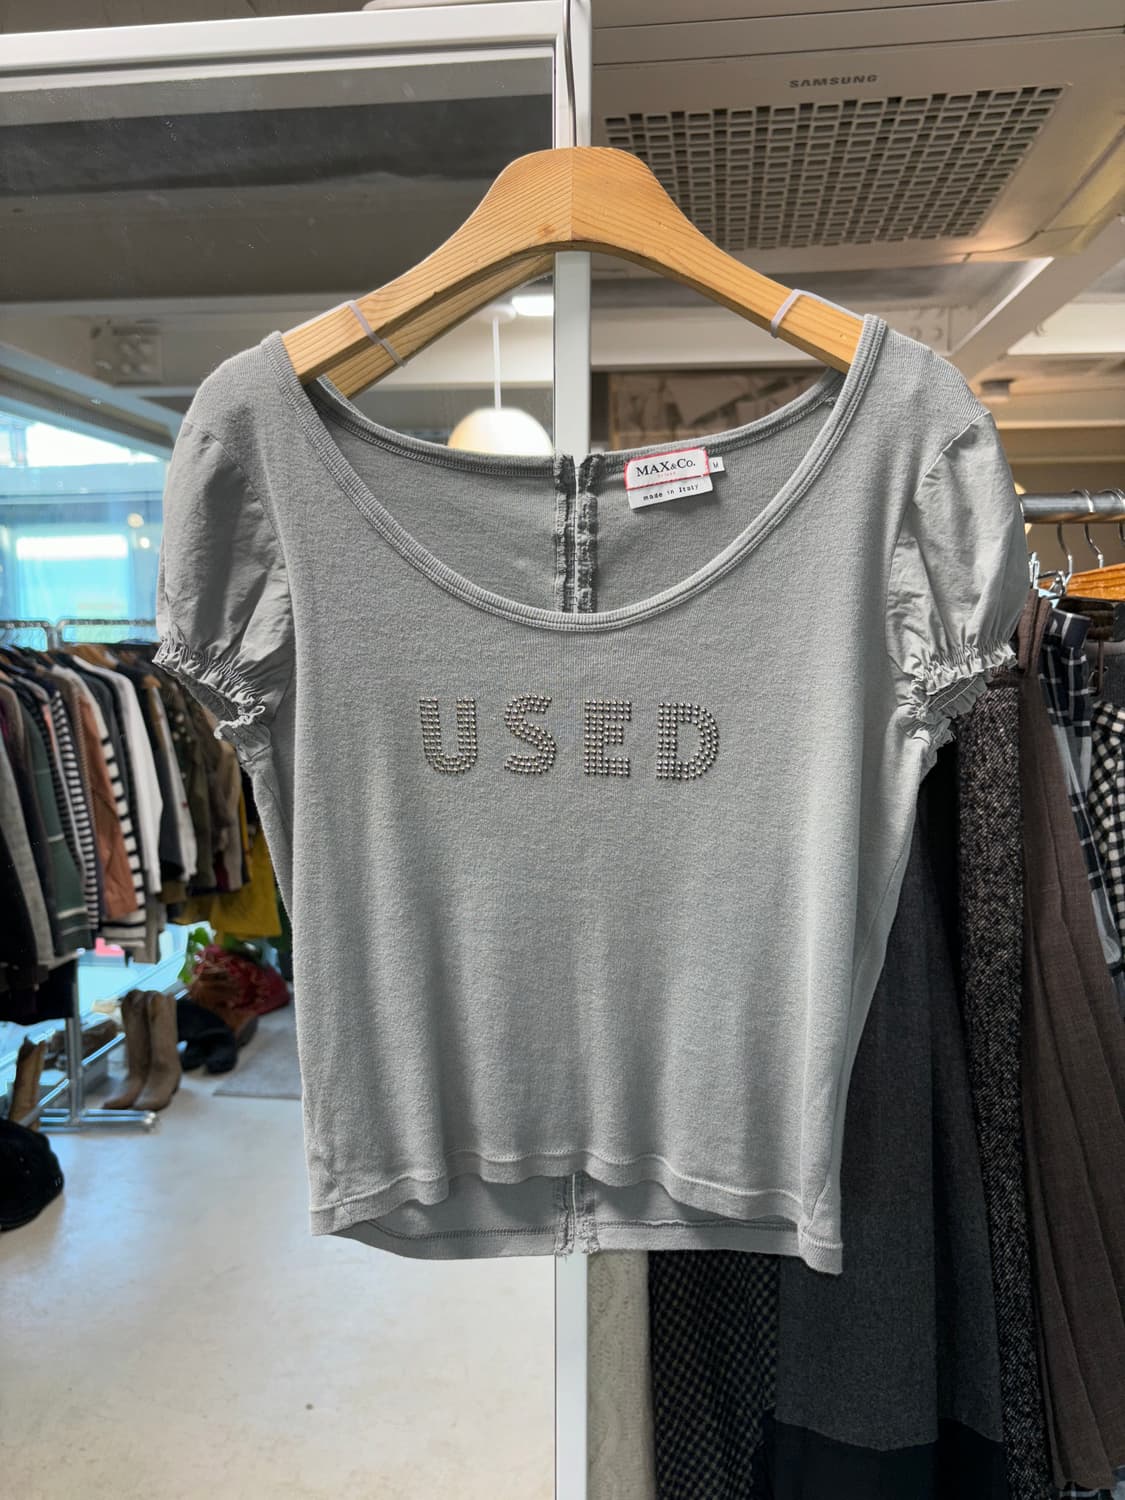 SAMSUNG
MAX&Co.
M
made in Italy
USED